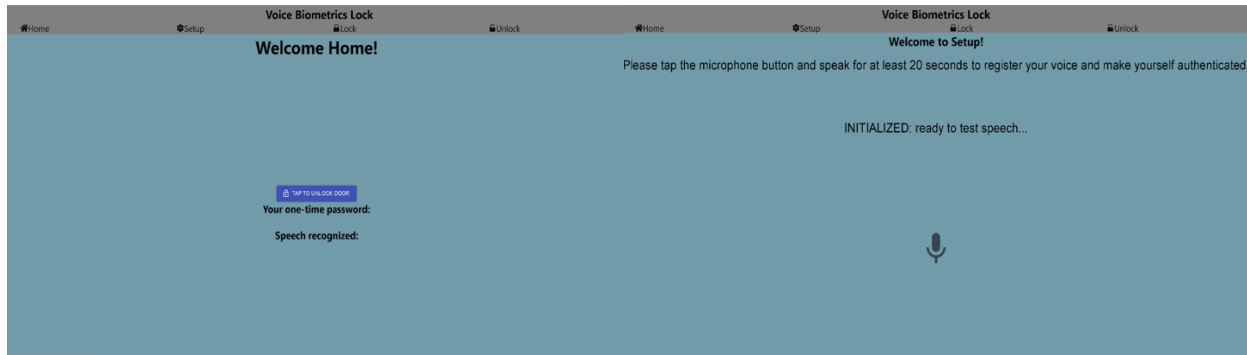 Voice Biometrics Lock
Home Setup Lock Unlock
Welcome Home!
TAP TO UNLOCK DOOR
Your one-time password:
Speech recognized:
Voice Biometrics Lock
Home Setup Lock Unlock
Welcome to Setup!
Please tap the microphone button and speak for at least 20 seconds to register your voice and make yourself authenticated
INITIALIZED: ready to test speech...